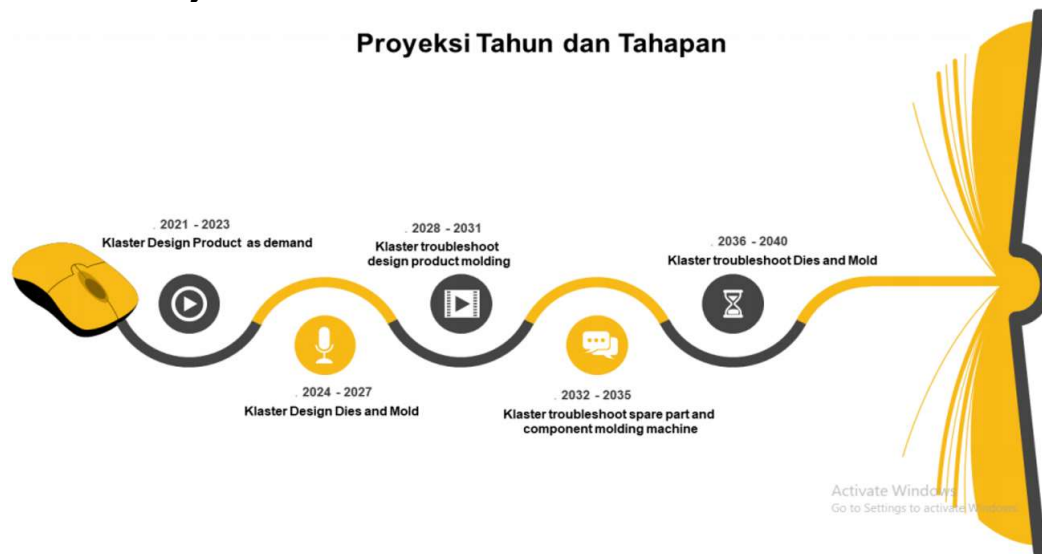 Proyeksi Tahun dan Tahapan
. 2021 - 2023
Klaster Design Product as demand
. 2028 - 2031
Klaster troubleshoot
design product molding
. 2036 - 2040
Klaster troubleshoot Dies and Mold
. 2024 - 2027
Klaster Design Dies and Mold
. 2032 - 2035
Klaster troubleshoot spare part and
component molding machine
Activate Windows
Go to Settings to activate Windows.